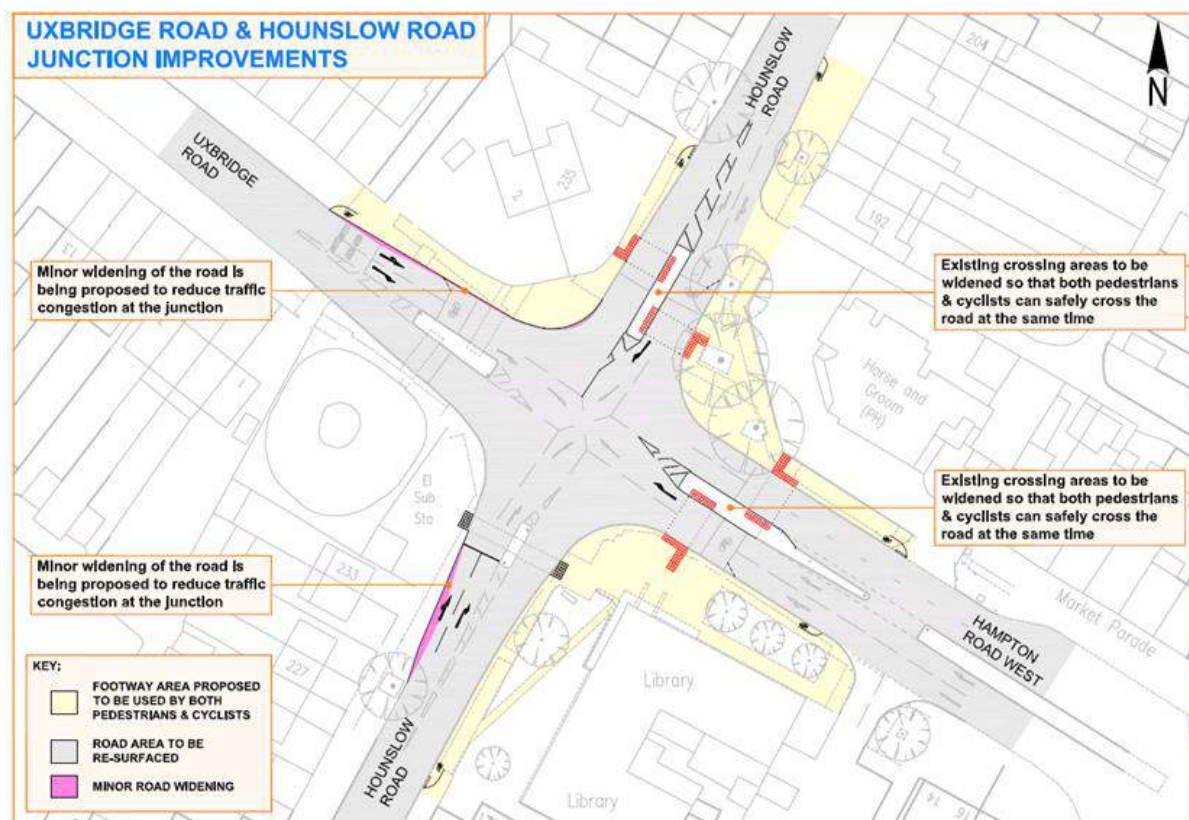 UXBRIDGE ROAD & HOUNSLOW ROAD
JUNCTION IMPROVEMENTS
N
204
HOUNSLOW
ROAD
UXBRIDGE
ROAD
235
2
192
13
Minor widening of the road is
being proposed to reduce traffic
congestion at the junction
Existing crossing areas to be
widened so that both pedestrians
& cyclists can safely cross the
road at the same time
Horse and
Groom
(PH)
1
El
Sub
Sta
Existing crossing areas to be
widened so that both pedestrians
& cyclists can safely cross the
road at the same time
Minor widening of the road is
being proposed to reduce traffic
congestion at the junction
233
Market Parade
HAMPTON
ROAD WEST
227
Library
KEY;
FOOTWAY AREA PROPOSED
TO BE USED BY BOTH
PEDESTRIANS & CYCLISTS
ROAD AREA TO BE
RE-SURFACED
MINOR ROAD WIDENING
HOUNSLOW
ROAD
Library
14
16